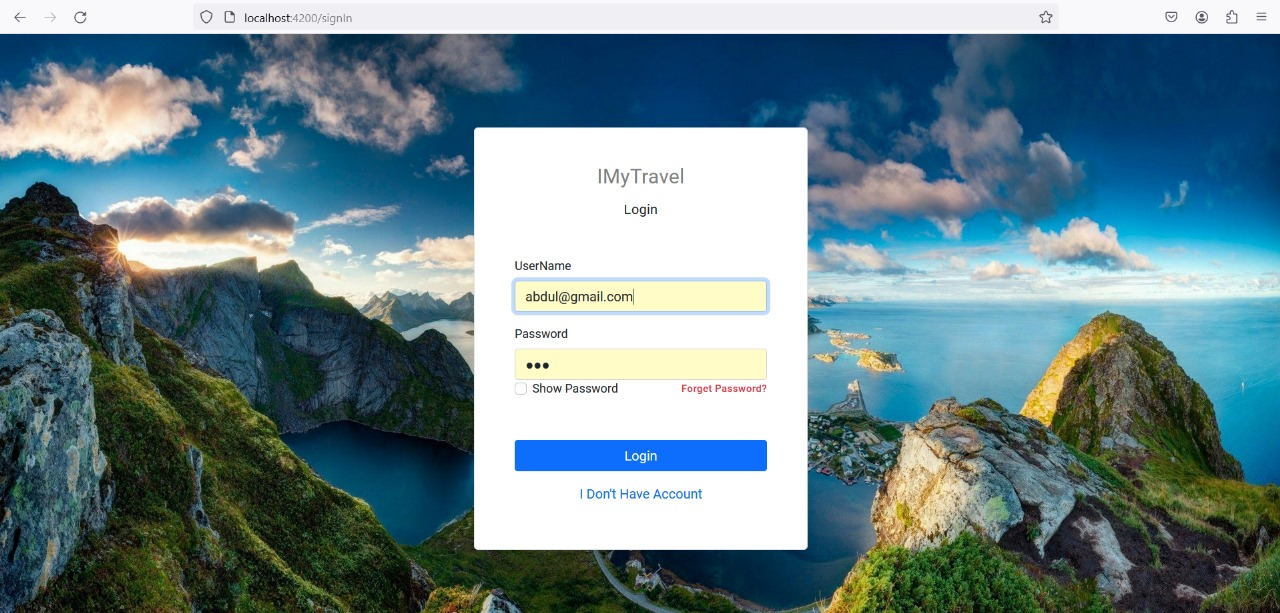 localhost:4200/signIn
IMyTravel
Login
UserName
abdul@gmail.com
Password
●●●
Show Password Forget Password?
Login
I Don't Have Account